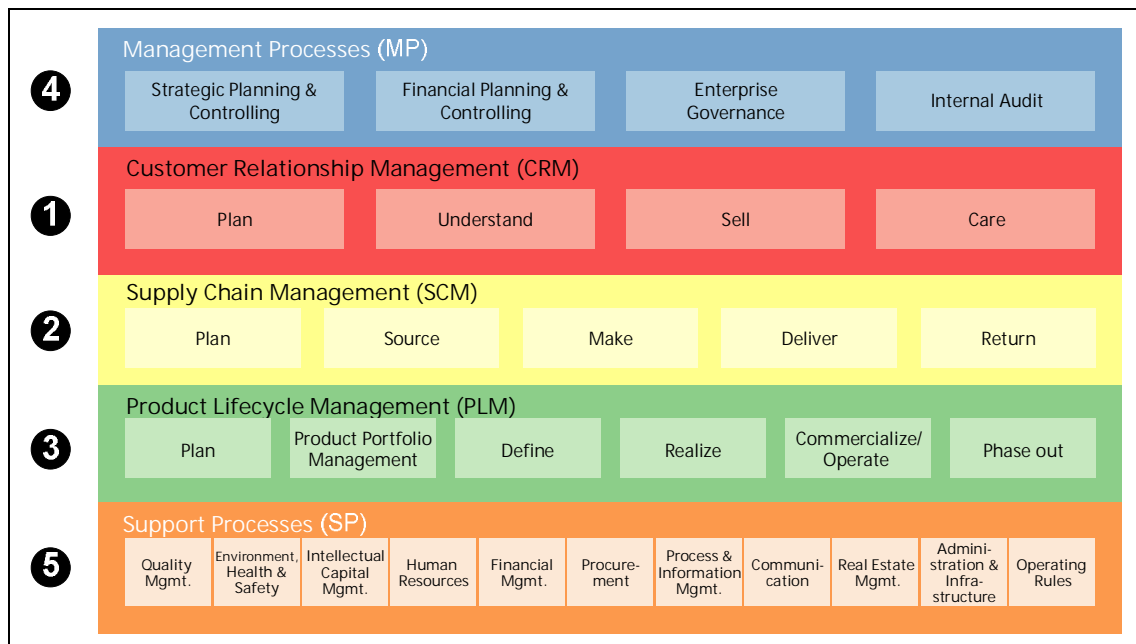 Management Processes (MP)
4
Strategic Planning &
Controlling
Financial Planning &
Controlling
Enterprise
Governance
Internal Audit
Customer Relationship Management (CRM)
1
Plan
Understand
Sell
Care
Supply Chain Management (SCM)
2
Plan
Source
Make
Deliver
Return
Product Lifecycle Management (PLM)
3
Plan
Product Portfolio
Management
Define
Realize
Commercialize/
Operate
Phase out
Support Processes (SP)
5
Quality
Mgmt.
Environment,
Health &
Safety
Intellectual
Capital
Mgmt.
Human
Resources
Financial
Mgmt.
Procure-
ment
Process &
Information
Mgmt.
Communi-
cation
Real Estate
Mgmt.
Admini-
stration &
Infra-
structure
Operating
Rules